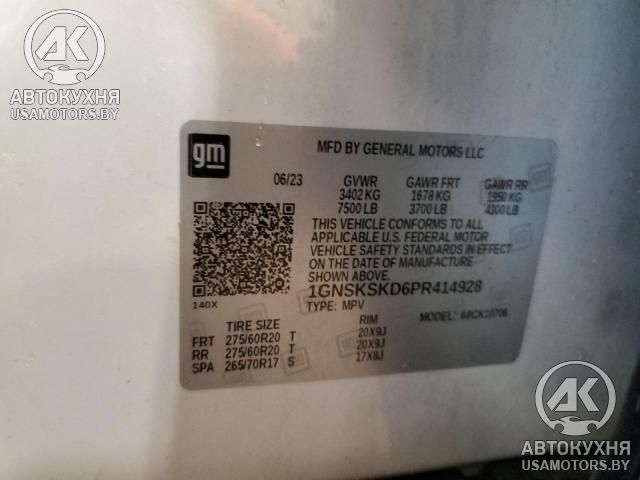 AK
АВТОКУХНЯ
USAMOTORS.BY
gm
MFD BY GENERAL MOTORS LLC
06/23 GVWR GAWR FRT GAWR RR
3402 KG 1678 KG 1950 KG
7500 LB 3700 LB 4300 LB
THIS VEHICLE CONFORMS TO ALL
APPLICABLE U.S. FEDERAL MOTOR
VEHICLE SAFETY STANDARDS IN EFFECT
ON THE DATE OF MANUFACTURE
SHOWN ABOVE.
1GNSKSKD6PR414928
140X
TYPE: MPV MODEL: 6BCK10706
TIRE SIZE RIM
FRT 275/60R20 T 20X9J
RR 275/60R20 T 20X9J
SPA 265/70R17 S 17X8J
AK
АВТОКУХНЯ
USAMOTORS.BY